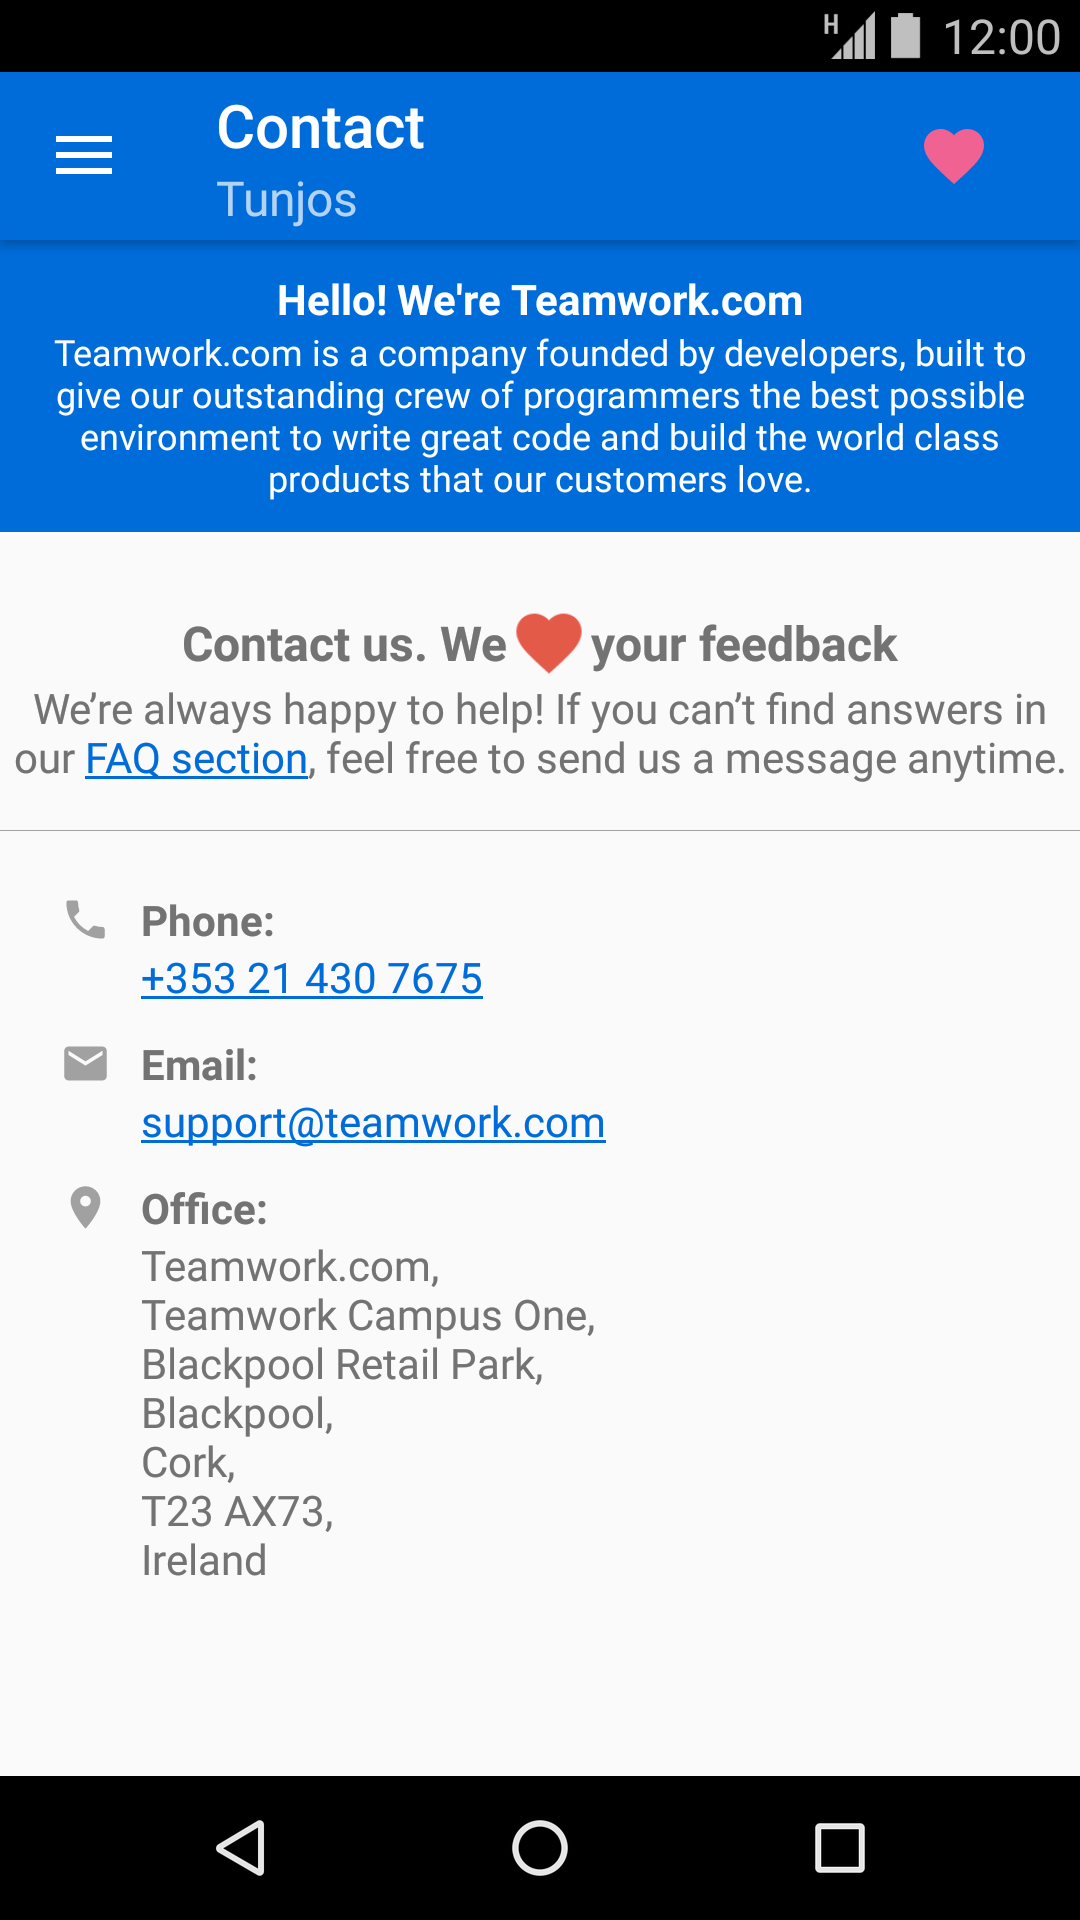 H 12:00
Contact
Tunjos
Hello! We're Teamwork.com
Teamwork.com is a company founded by developers, built to
give our outstanding crew of programmers the best possible
environment to write great code and build the world class
products that our customers love.
Contact us. We your feedback
We’re always happy to help! If you can’t find answers in
our FAQ section, feel free to send us a message anytime.
Phone:
+353 21 430 7675
Email:
support@teamwork.com
Office:
Teamwork.com,
Teamwork Campus One,
Blackpool Retail Park,
Blackpool,
Cork,
T23 AX73,
Ireland